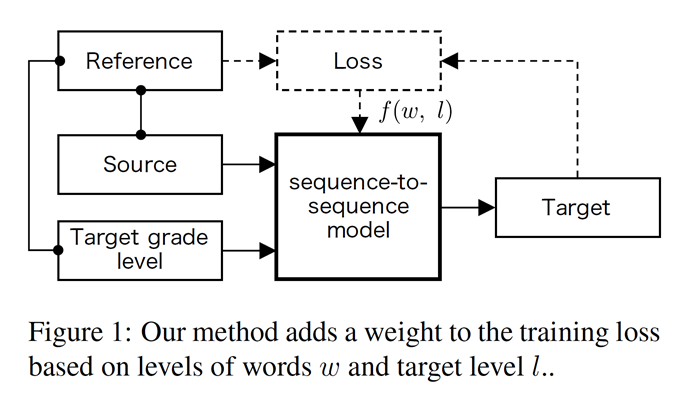 Reference
Loss
f(w, l)
Source
sequence-to-
sequence
model
Target
Target grade
level
Figure 1: Our method adds a weight to the training loss
based on levels of words w and target level l..